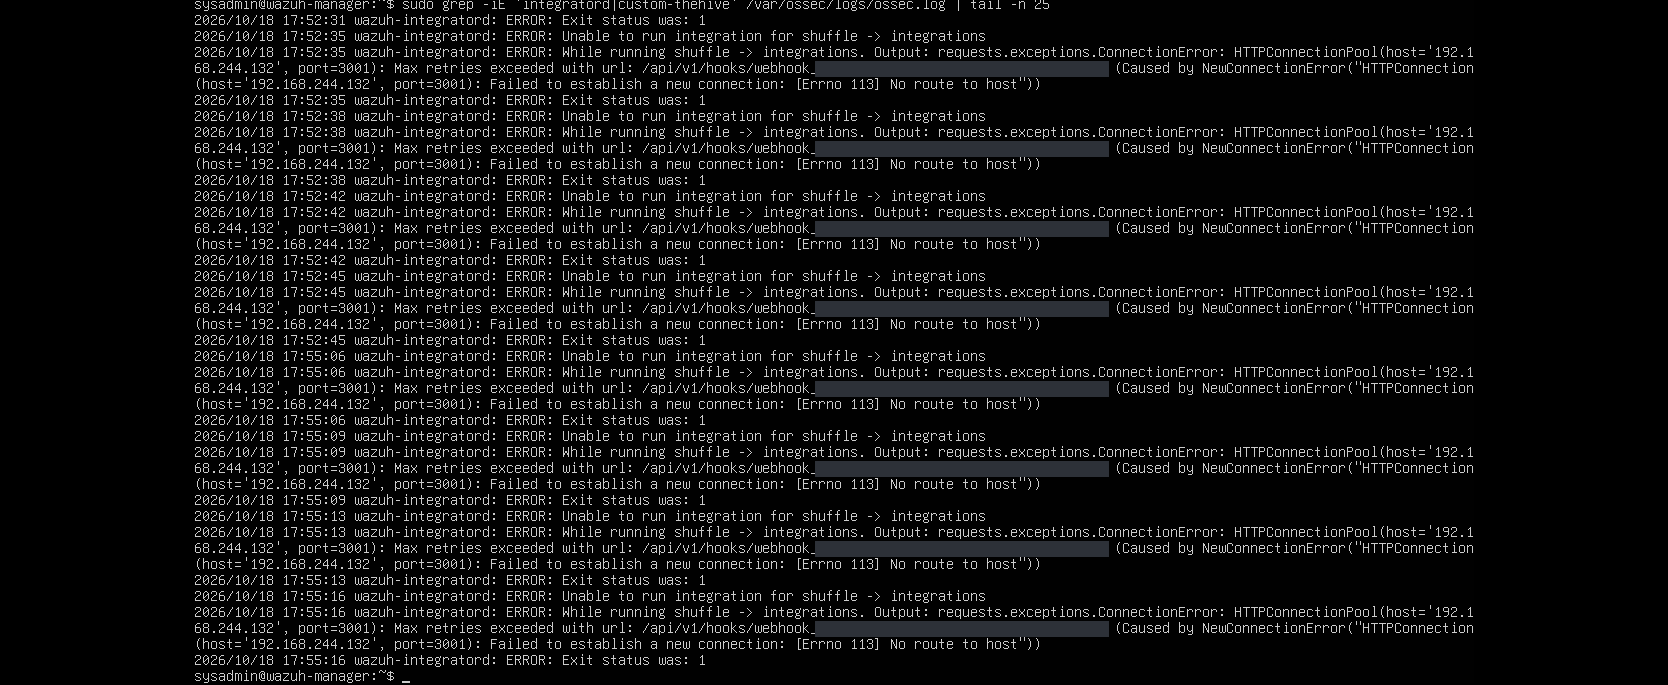 sysadmin@wazuh-manager:~$ sudo grep -iE 'integratord|custom-thehive' /var/ossec/logs/ossec.log | tail -n 25
2026/10/18 17:52:31 wazuh-integratord: ERROR: Exit status was: 1
2026/10/18 17:52:35 wazuh-integratord: ERROR: Unable to run integration for shuffle -> integrations
2026/10/18 17:52:35 wazuh-integratord: ERROR: While running shuffle -> integrations. Output: requests.exceptions.ConnectionError: HTTPConnectionPool(host='192.1
68.244.132', port=3001): Max retries exceeded with url: /api/v1/hooks/webhook_ (Caused by NewConnectionError("HTTPConnection
(host='192.168.244.132', port=3001): Failed to establish a new connection: [Errno 113] No route to host"))
2026/10/18 17:52:35 wazuh-integratord: ERROR: Exit status was: 1
2026/10/18 17:52:38 wazuh-integratord: ERROR: Unable to run integration for shuffle -> integrations
2026/10/18 17:52:38 wazuh-integratord: ERROR: While running shuffle -> integrations. Output: requests.exceptions.ConnectionError: HTTPConnectionPool(host='192.1
68.244.132', port=3001): Max retries exceeded with url: /api/v1/hooks/webhook_ (Caused by NewConnectionError("HTTPConnection
(host='192.168.244.132', port=3001): Failed to establish a new connection: [Errno 113] No route to host"))
2026/10/18 17:52:38 wazuh-integratord: ERROR: Exit status was: 1
2026/10/18 17:52:42 wazuh-integratord: ERROR: Unable to run integration for shuffle -> integrations
2026/10/18 17:52:42 wazuh-integratord: ERROR: While running shuffle -> integrations. Output: requests.exceptions.ConnectionError: HTTPConnectionPool(host='192.1
68.244.132', port=3001): Max retries exceeded with url: /api/v1/hooks/webhook_ (Caused by NewConnectionError("HTTPConnection
(host='192.168.244.132', port=3001): Failed to establish a new connection: [Errno 113] No route to host"))
2026/10/18 17:52:42 wazuh-integratord: ERROR: Exit status was: 1
2026/10/18 17:52:45 wazuh-integratord: ERROR: Unable to run integration for shuffle -> integrations
2026/10/18 17:52:45 wazuh-integratord: ERROR: While running shuffle -> integrations. Output: requests.exceptions.ConnectionError: HTTPConnectionPool(host='192.1
68.244.132', port=3001): Max retries exceeded with url: /api/v1/hooks/webhook_ (Caused by NewConnectionError("HTTPConnection
(host='192.168.244.132', port=3001): Failed to establish a new connection: [Errno 113] No route to host"))
2026/10/18 17:52:45 wazuh-integratord: ERROR: Exit status was: 1
2026/10/18 17:55:06 wazuh-integratord: ERROR: Unable to run integration for shuffle -> integrations
2026/10/18 17:55:06 wazuh-integratord: ERROR: While running shuffle -> integrations. Output: requests.exceptions.ConnectionError: HTTPConnectionPool(host='192.1
68.244.132', port=3001): Max retries exceeded with url: /api/v1/hooks/webhook_ (Caused by NewConnectionError("HTTPConnection
(host='192.168.244.132', port=3001): Failed to establish a new connection: [Errno 113] No route to host"))
2026/10/18 17:55:06 wazuh-integratord: ERROR: Exit status was: 1
2026/10/18 17:55:09 wazuh-integratord: ERROR: Unable to run integration for shuffle -> integrations
2026/10/18 17:55:09 wazuh-integratord: ERROR: While running shuffle -> integrations. Output: requests.exceptions.ConnectionError: HTTPConnectionPool(host='192.1
68.244.132', port=3001): Max retries exceeded with url: /api/v1/hooks/webhook_ (Caused by NewConnectionError("HTTPConnection
(host='192.168.244.132', port=3001): Failed to establish a new connection: [Errno 113] No route to host"))
2026/10/18 17:55:09 wazuh-integratord: ERROR: Exit status was: 1
2026/10/18 17:55:13 wazuh-integratord: ERROR: Unable to run integration for shuffle -> integrations
2026/10/18 17:55:13 wazuh-integratord: ERROR: While running shuffle -> integrations. Output: requests.exceptions.ConnectionError: HTTPConnectionPool(host='192.1
68.244.132', port=3001): Max retries exceeded with url: /api/v1/hooks/webhook_ (Caused by NewConnectionError("HTTPConnection
(host='192.168.244.132', port=3001): Failed to establish a new connection: [Errno 113] No route to host"))
2026/10/18 17:55:13 wazuh-integratord: ERROR: Exit status was: 1
2026/10/18 17:55:16 wazuh-integratord: ERROR: Unable to run integration for shuffle -> integrations
2026/10/18 17:55:16 wazuh-integratord: ERROR: While running shuffle -> integrations. Output: requests.exceptions.ConnectionError: HTTPConnectionPool(host='192.1
68.244.132', port=3001): Max retries exceeded with url: /api/v1/hooks/webhook_ (Caused by NewConnectionError("HTTPConnection
(host='192.168.244.132', port=3001): Failed to establish a new connection: [Errno 113] No route to host"))
2026/10/18 17:55:16 wazuh-integratord: ERROR: Exit status was: 1
sysadmin@wazuh-manager:~$ _